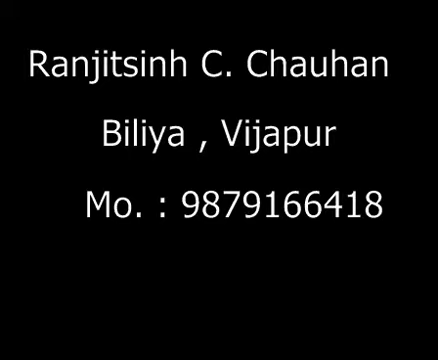 Ranjitsinh C. Chauhan
Biliya , Vijapur
Mo. : 9879166418